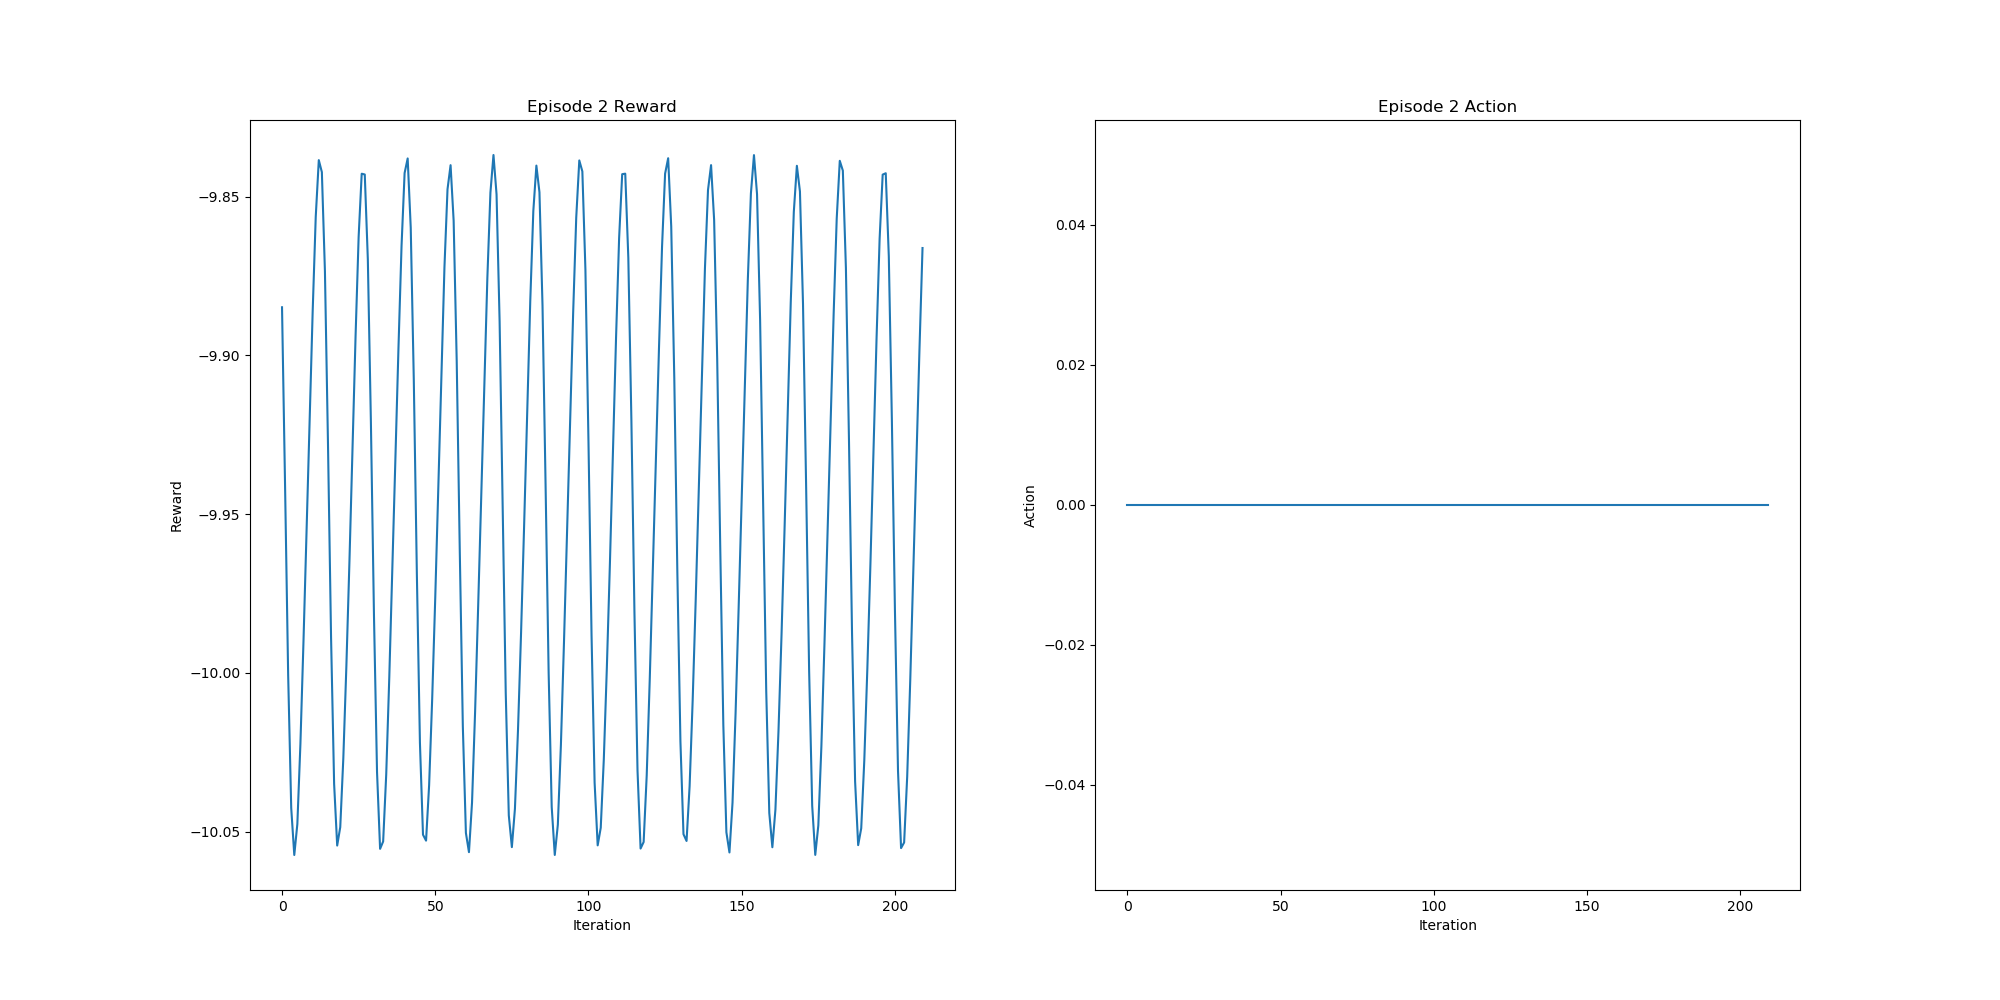 Episode 2 Reward
Reward
−9.85
−9.90
−9.95
−10.00
−10.05
0 50 100 150 200
Iteration
Episode 2 Action
Action
0.04
0.02
0.00
−0.02
−0.04
0 50 100 150 200
Iteration